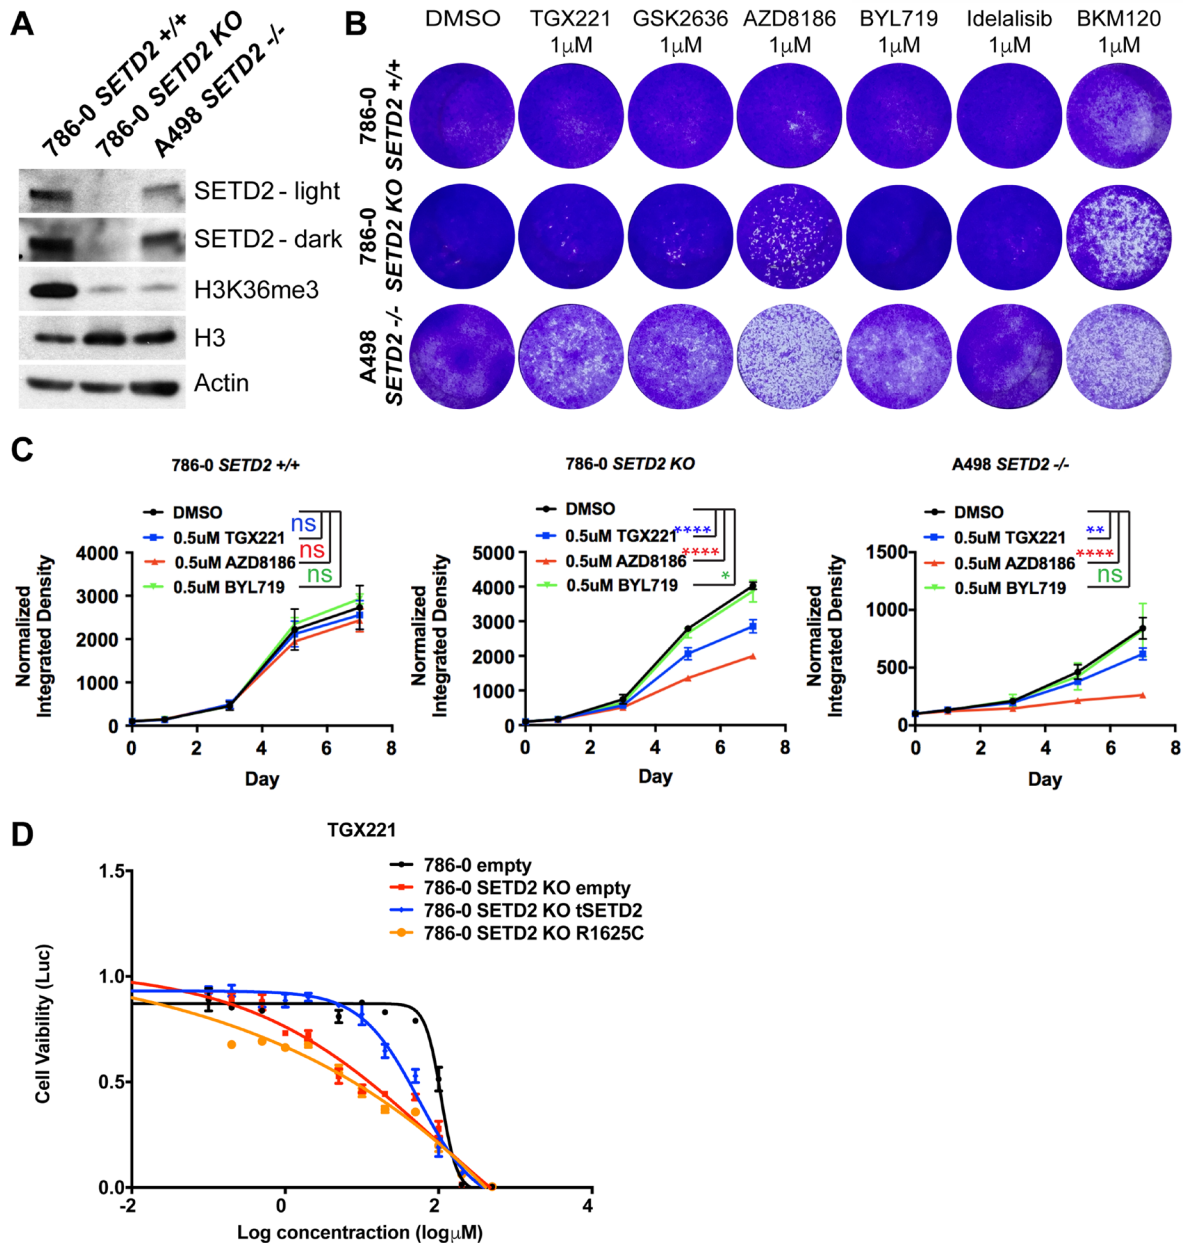 A
786-0 SETD2 +/+
786-0 SETD2 KO
A498 SETD2 -/-
SETD2 - light
SETD2 - dark
H3K36me3
H3
Actin
B
DMSO TGX221 GSK2636 AZD8186 BYL719 Idelalisib BKM120
1μM 1μM 1μM 1μM 1μM 1μM
786-0
SETD2 +/+
786-0
SETD2 KO
A498
SETD2 -/-
C
786-0 SETD2 +/+
DMSO
0.5uM TGX221
0.5uM AZD8186
0.5uM BYL719
ns
ns
ns
Normalized
Integrated Density
4000
3000
2000
1000
0
0 2 4 6 8
Day
786-0 SETD2 KO
DMSO
0.5uM TGX221
0.5uM AZD8186
0.5uM BYL719
****
****
*
Normalized
Integrated Density
5000
4000
3000
2000
1000
0
0 2 4 6 8
Day
A498 SETD2 -/-
DMSO
0.5uM TGX221
0.5uM AZD8186
0.5uM BYL719
**
****
ns
Normalized
Integrated Density
1500
1000
500
0
0 2 4 6 8
Day
D
TGX221
786-0 empty
786-0 SETD2 KO empty
786-0 SETD2 KO tSETD2
786-0 SETD2 KO R1625C
Cell Vaibility (Luc)
1.5
1.0
0.5
0.0
-2 0 2 4
Log concentraction (logμM)